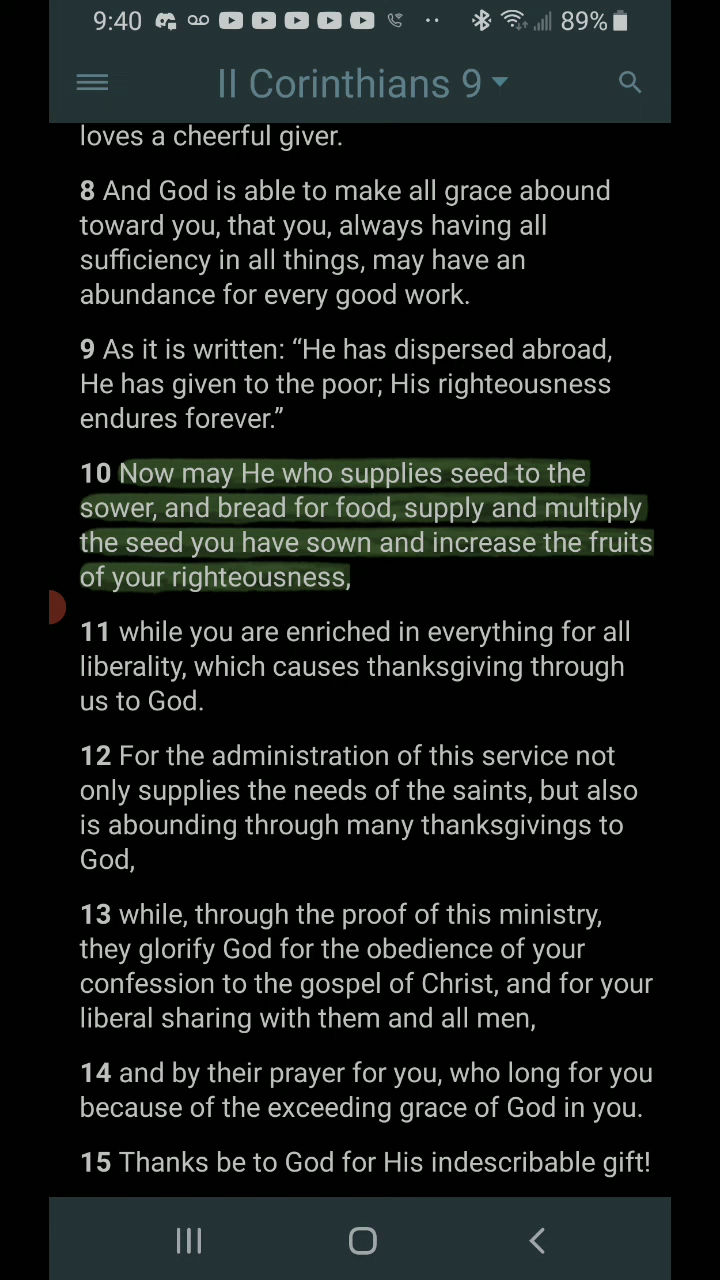 9:40 89%
II Corinthians 9
loves a cheerful giver.
8 And God is able to make all grace abound
toward you, that you, always having all
sufficiency in all things, may have an
abundance for every good work.
9 As it is written: “He has dispersed abroad,
He has given to the poor; His righteousness
endures forever.”
10 Now may He who supplies seed to the
sower, and bread for food, supply and multiply
the seed you have sown and increase the fruits
of your righteousness,
11 while you are enriched in everything for all
liberality, which causes thanksgiving through
us to God.
12 For the administration of this service not
only supplies the needs of the saints, but also
is abounding through many thanksgivings to
God,
13 while, through the proof of this ministry,
they glorify God for the obedience of your
confession to the gospel of Christ, and for your
liberal sharing with them and all men,
14 and by their prayer for you, who long for you
because of the exceeding grace of God in you.
15 Thanks be to God for His indescribable gift!